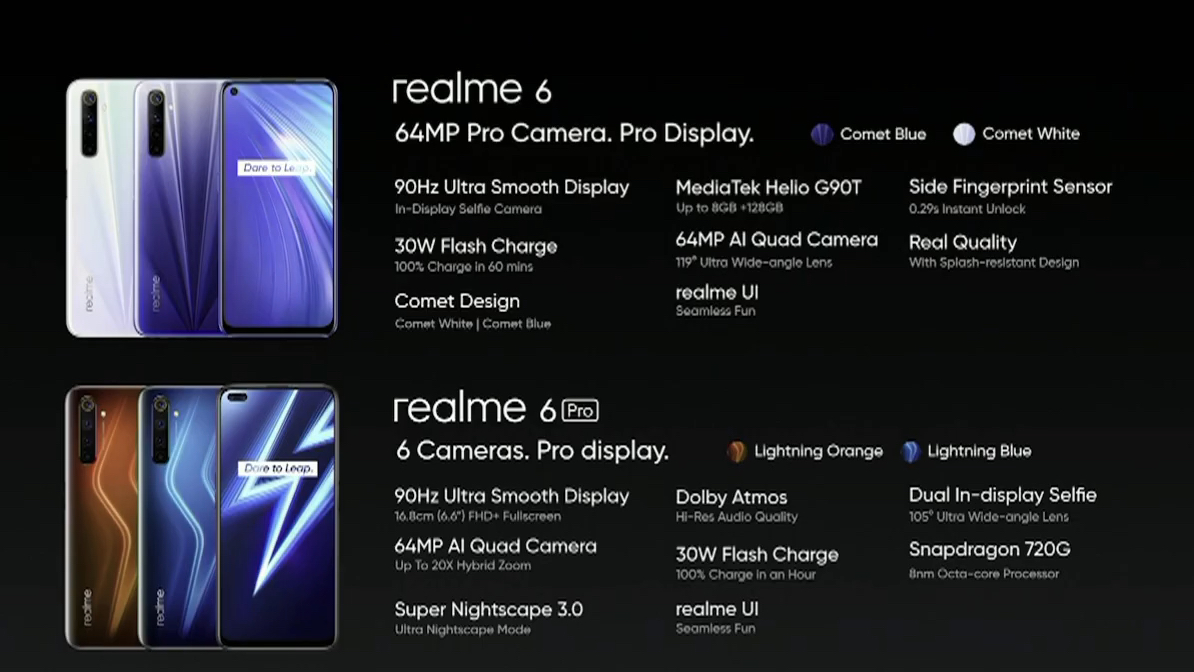 realme 6
64MP Pro Camera. Pro Display.
Comet Blue
Comet White
90Hz Ultra Smooth Display
In-Display Selfie Camera
30W Flash Charge
100% Charge in 60 mins
Comet Design
Comet White | Comet Blue
MediaTek Helio G90T
Up to 8GB +128GB
64MP AI Quad Camera
119° Ultra Wide-angle Lens
realme UI
Seamless Fun
Side Fingerprint Sensor
0.29s Instant Unlock
Real Quality
With Splash-resistant Design
realme
realme
Dare to Leap.
realme 6 Pro
6 Cameras. Pro display.
Lightning Orange
Lightning Blue
90Hz Ultra Smooth Display
16.8cm (6.6") FHD+ Fullscreen
64MP AI Quad Camera
Up To 20X Hybrid Zoom
Super Nightscape 3.0
Ultra Nightscape Mode
Dolby Atmos
Hi-Res Audio Quality
30W Flash Charge
100% Charge in an Hour
realme UI
Seamless Fun
Dual In-display Selfie
105° Ultra Wide-angle Lens
Snapdragon 720G
8nm Octa-core Processor
realme
realme
Dare to Leap.